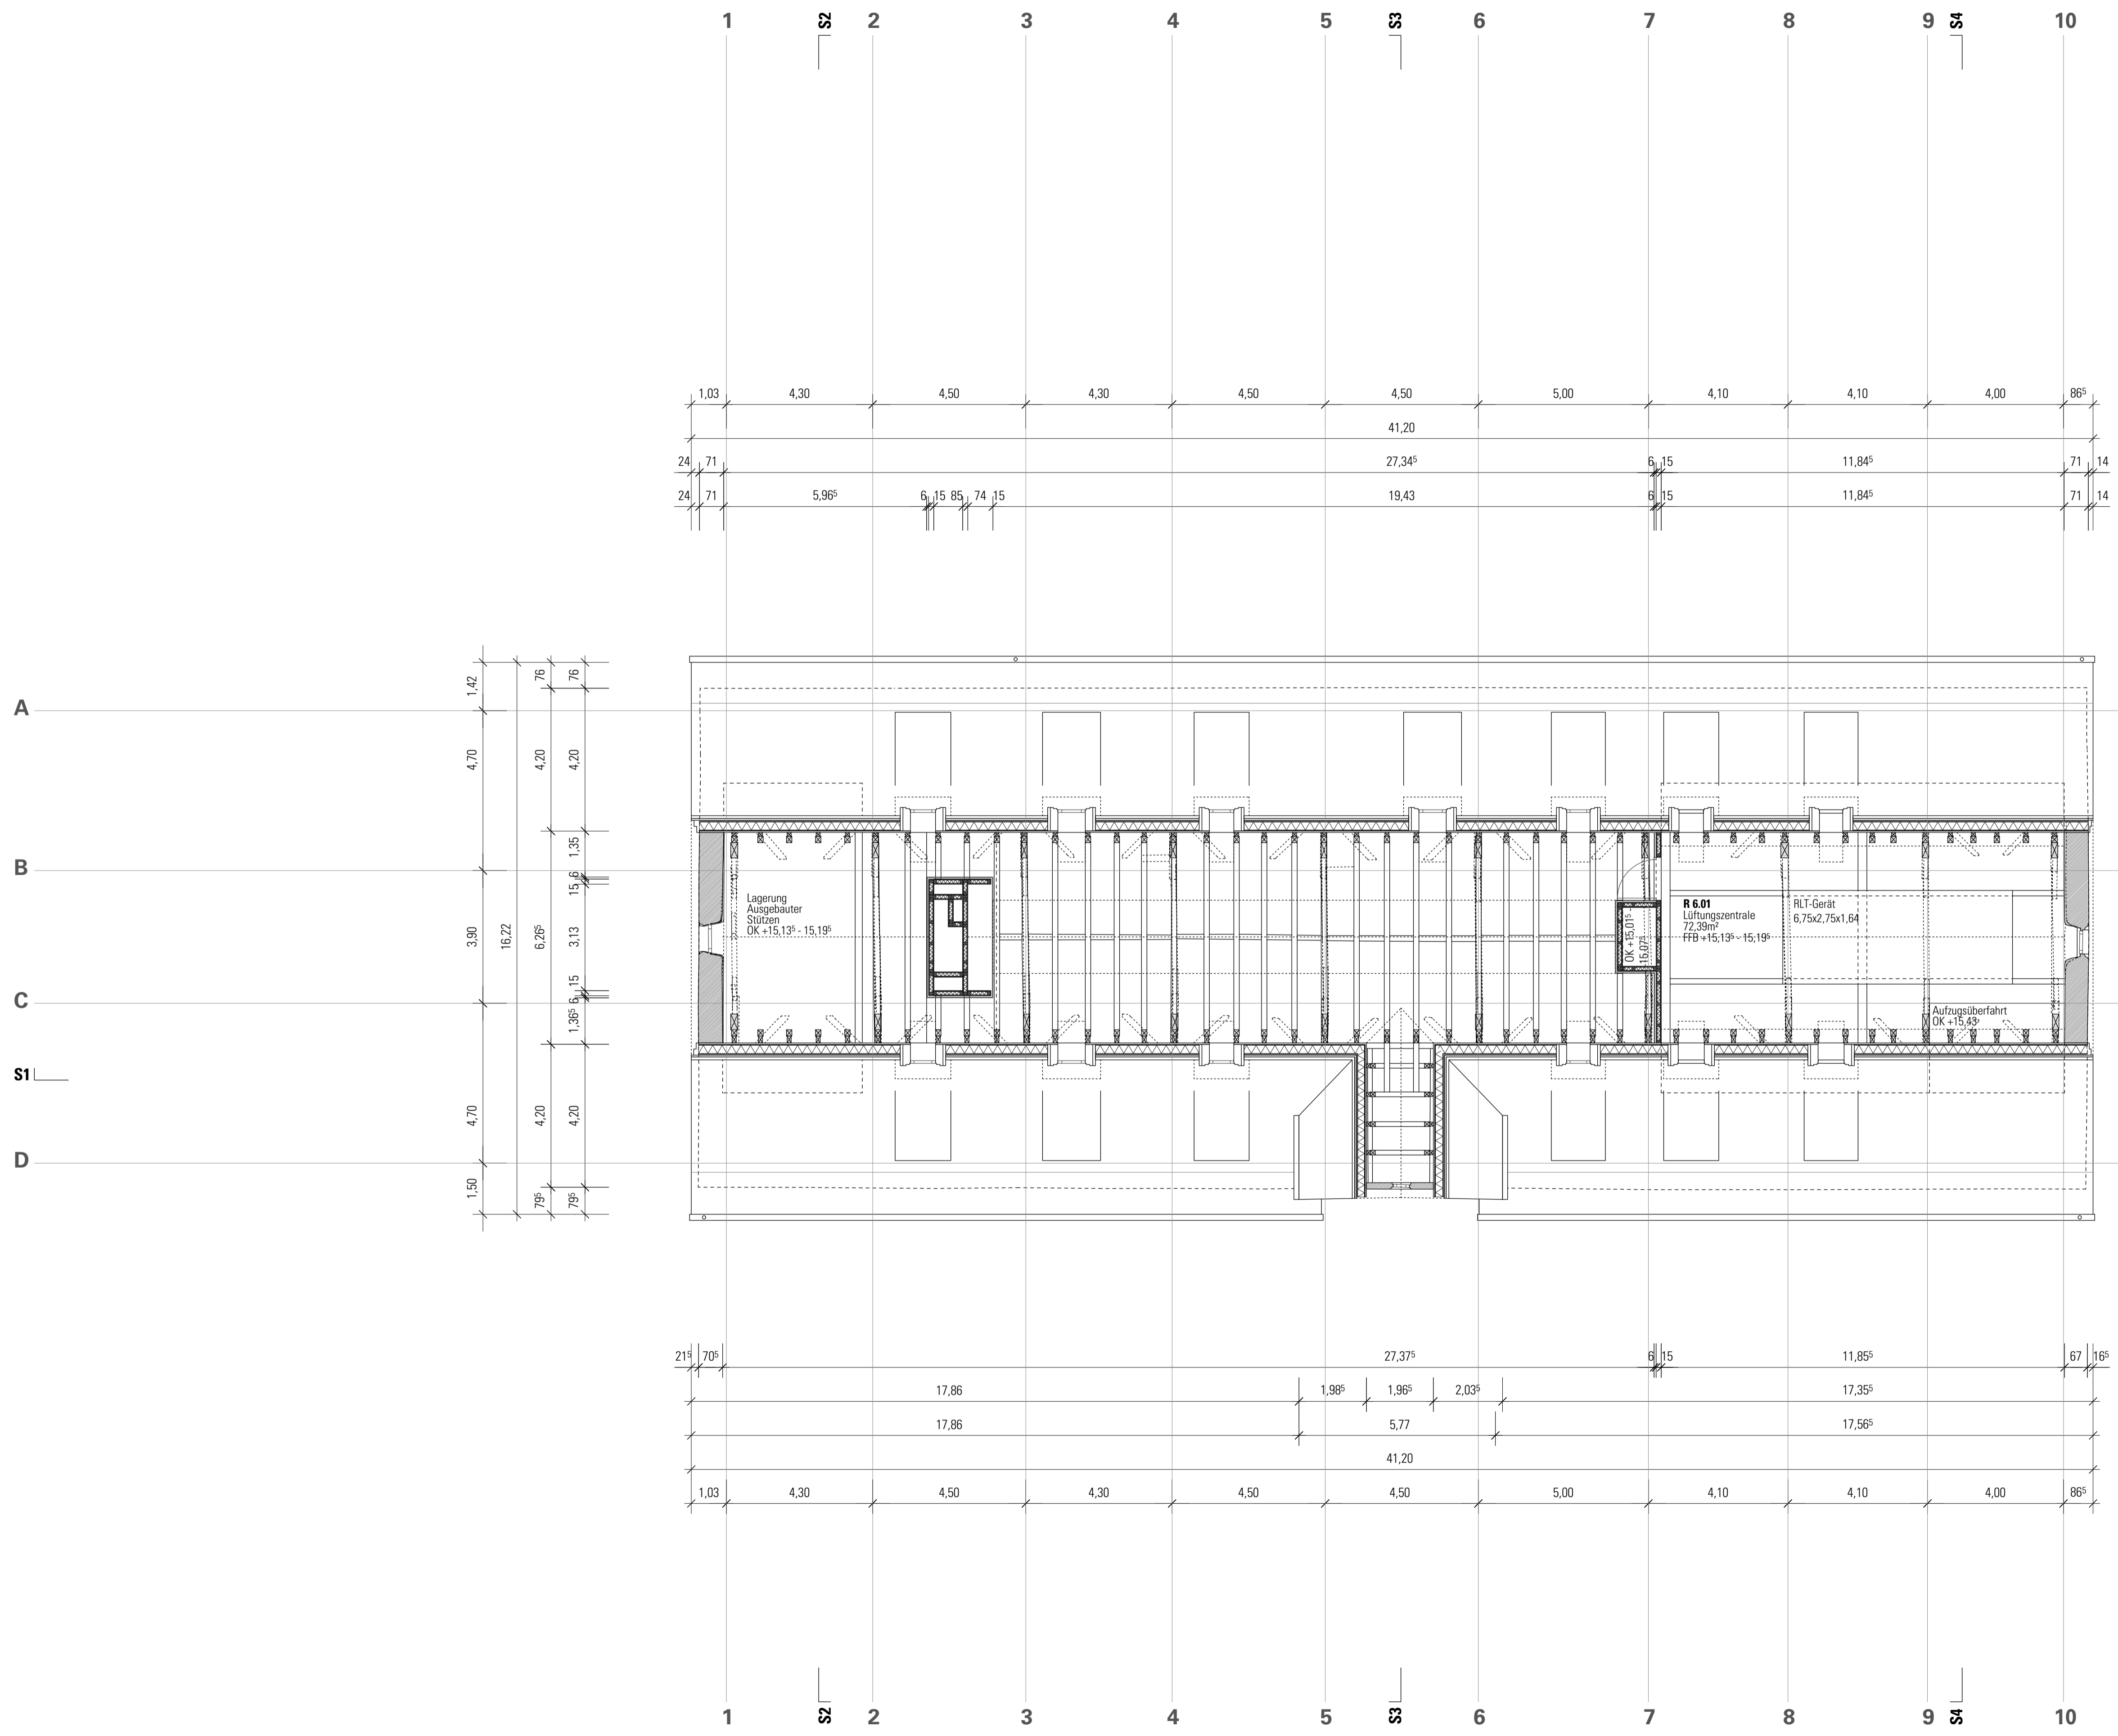 1 S2 2 3 4 5 S3 6 7 8 9 S4 10
1,03 4,30 4,50 4,30 4,50 4,50 5,00 4,10 4,10 4,00 86⁵
41,20
24 71 27,34⁵ 6 15 11,84⁵ 71 14
24 71 5,96⁵ 6 15 85 74 15 19,43 6 15 11,84⁵ 71 14
A
B
C
S1
D
1,42 4,70 3,90 4,70 1,50
16,22
76 4,20 6,26⁵ 4,20 79⁵
76 4,20 1,35 6 15 3,13 15 6 1,36⁵ 4,20 79⁵
Lagerung
Ausgebauter
Stützen
OK +15,13⁵ - 15,19⁵
OK +15,01⁵ -
15,07⁵
R 6.01
Lüftungszentrale
72,39m²
FFB +15,13⁵ - 15,19⁵
RLT-Gerät
6,75x2,75x1,64
Aufzugsüberfahrt
OK +15,43⁵
21⁵ 70⁵ 27,37⁵ 6 15 11,85⁵ 67 16⁵
17,86 1,98⁵ 1,96⁵ 2,03⁵ 17,35⁵
17,86 5,77 17,56⁵
41,20
1,03 4,30 4,50 4,30 4,50 4,50 5,00 4,10 4,10 4,00 86⁵
1 S2 2 3 4 5 S3 6 7 8 9 S4 10